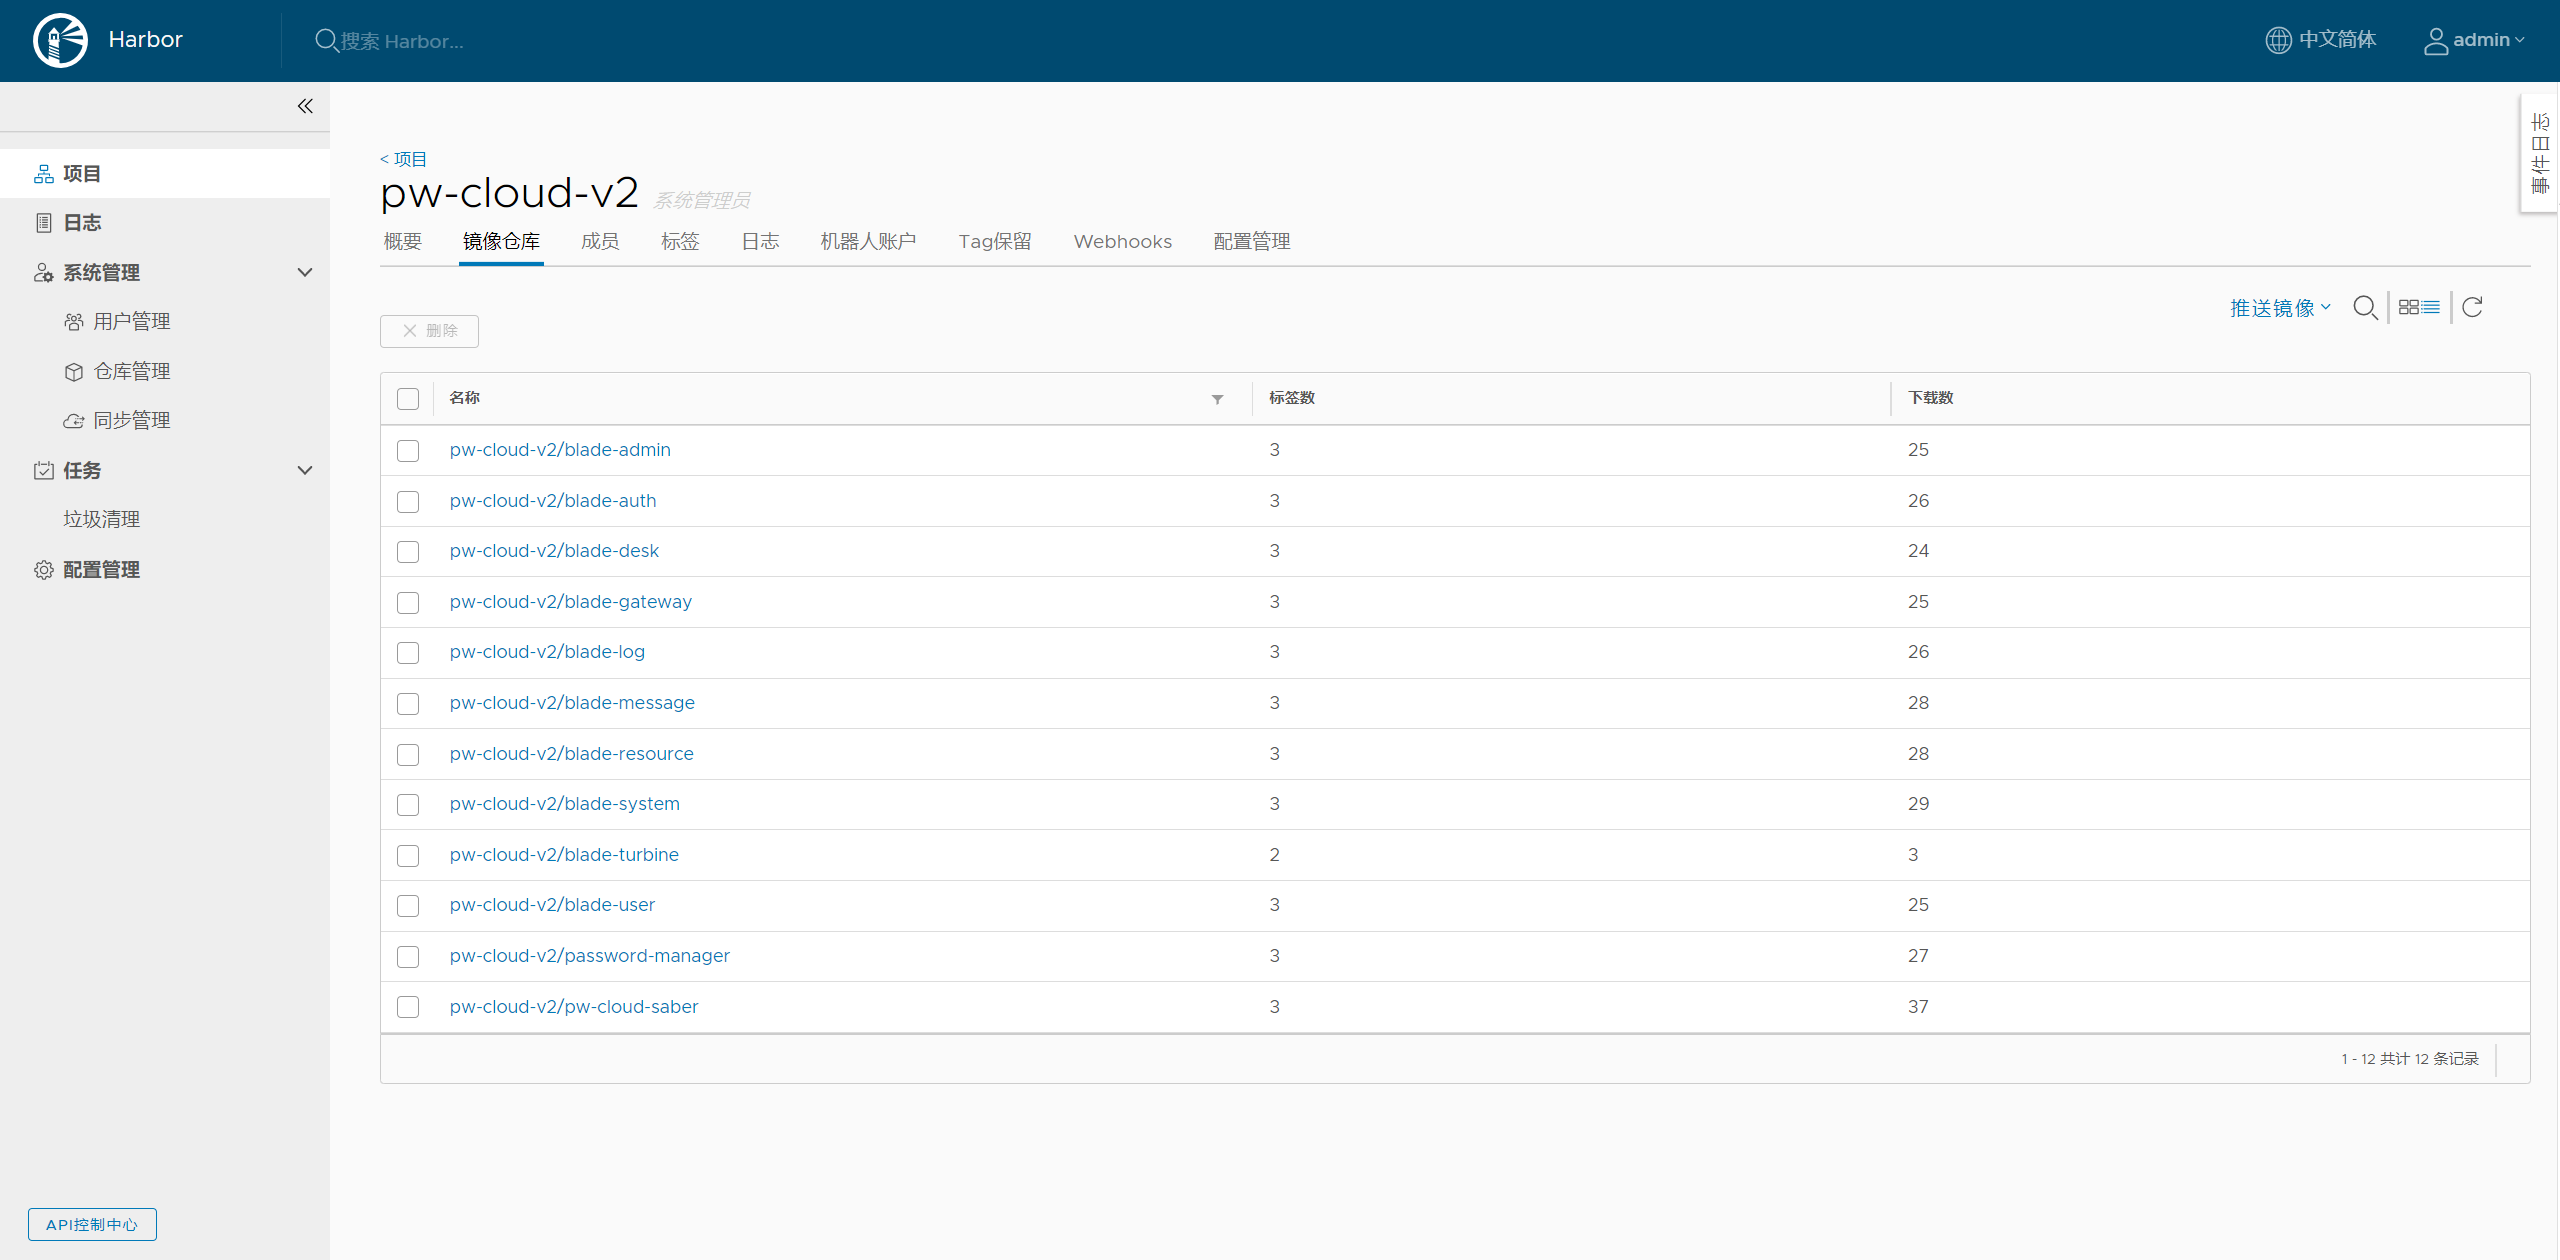 Harbor
搜索 Harbor...
中文简体
admin
项目
日志
系统管理
用户管理
仓库管理
同步管理
任务
垃圾清理
配置管理
API控制中心
事件日志
< 项目
pw-cloud-v2 系统管理员
概要 镜像仓库 成员 标签 日志 机器人账户 Tag保留 Webhooks 配置管理
推送镜像
删除
名称 标签数 下载数
pw-cloud-v2/blade-admin 3 25
pw-cloud-v2/blade-auth 3 26
pw-cloud-v2/blade-desk 3 24
pw-cloud-v2/blade-gateway 3 25
pw-cloud-v2/blade-log 3 26
pw-cloud-v2/blade-message 3 28
pw-cloud-v2/blade-resource 3 28
pw-cloud-v2/blade-system 3 29
pw-cloud-v2/blade-turbine 2 3
pw-cloud-v2/blade-user 3 25
pw-cloud-v2/password-manager 3 27
pw-cloud-v2/pw-cloud-saber 3 37
1 - 12 共计 12 条记录